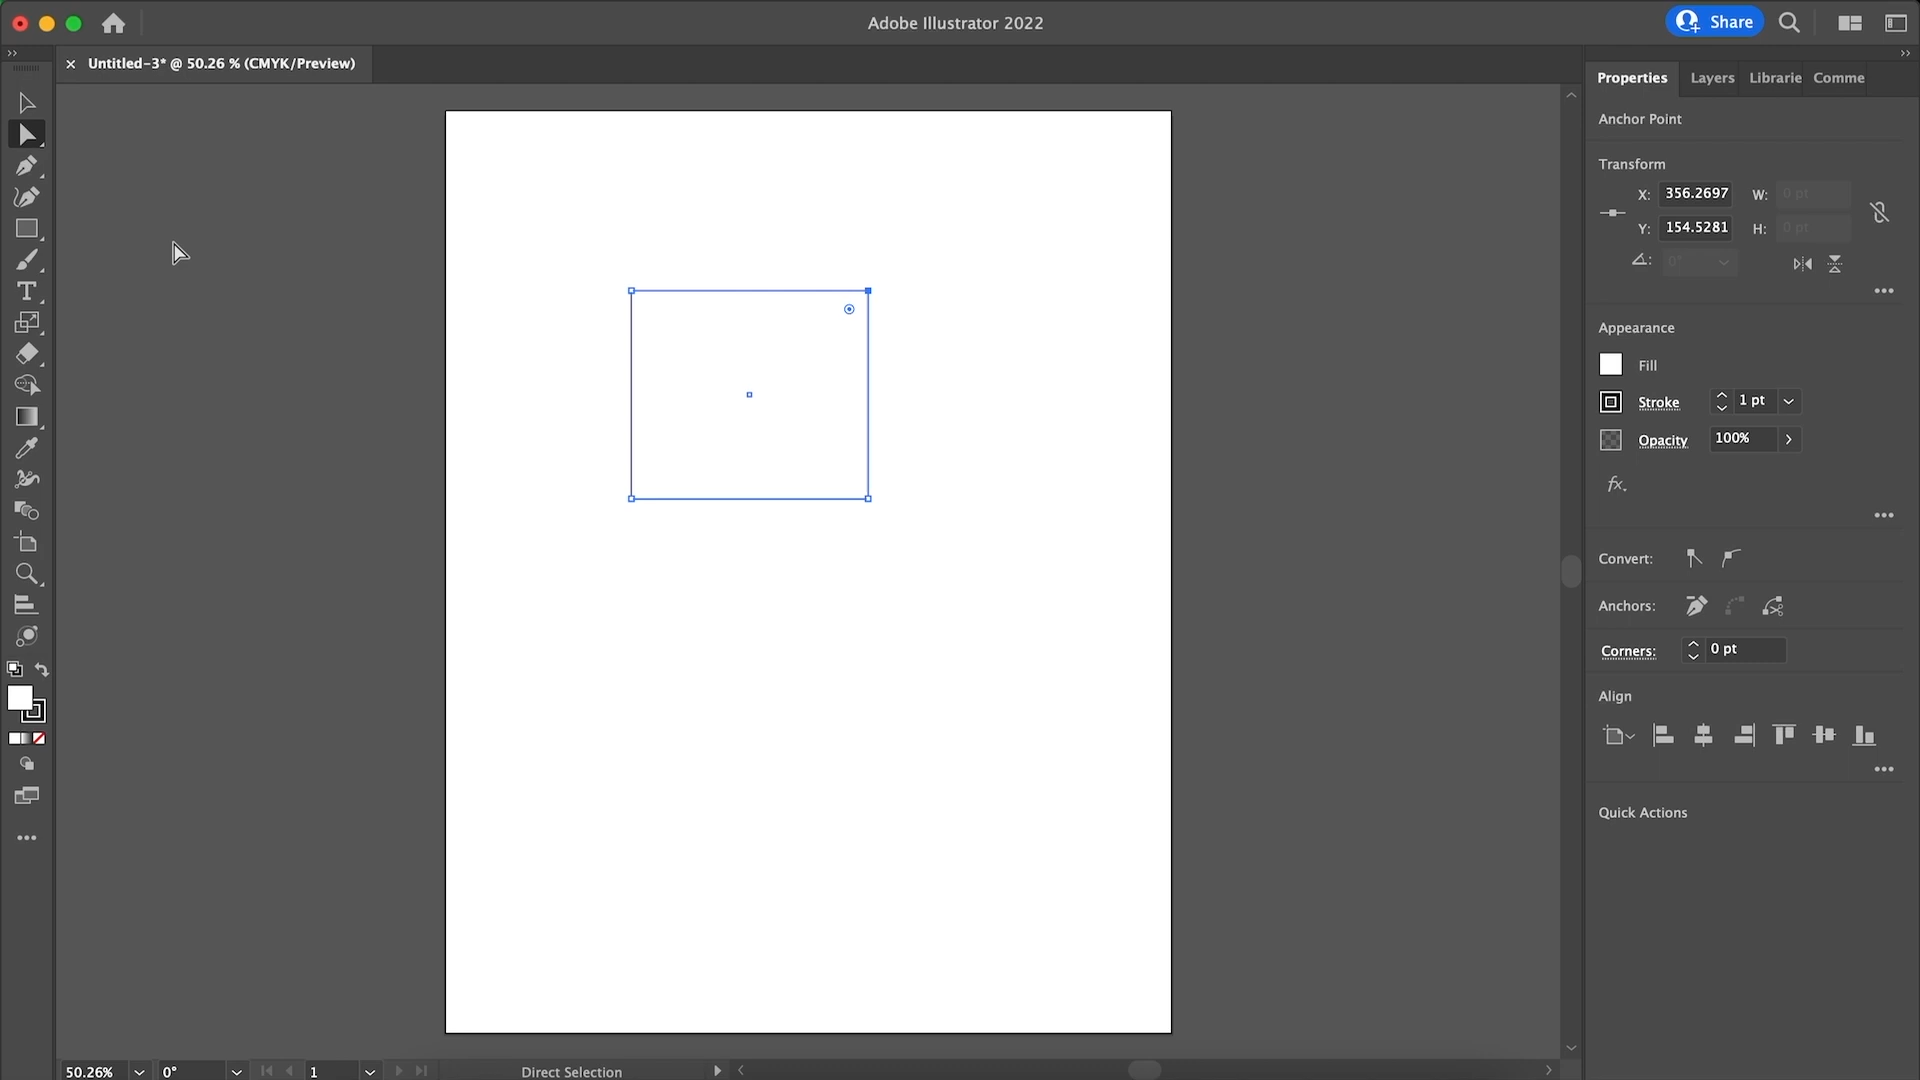 Adobe Illustrator 2022
Share
Untitled-3* @ 50.26 % (CMYK/Preview)
Properties
Layers
Librarie
Comme
Anchor Point
Transform
X: 356.2697 W: 0 pt
Y: 154.5281 H: 0 pt
0°
Appearance
Fill
Stroke 1 pt
Opacity 100%
fx.
Convert:
Anchors:
Corners: 0 pt
Align
Quick Actions
50.26% 0° 1 Direct Selection